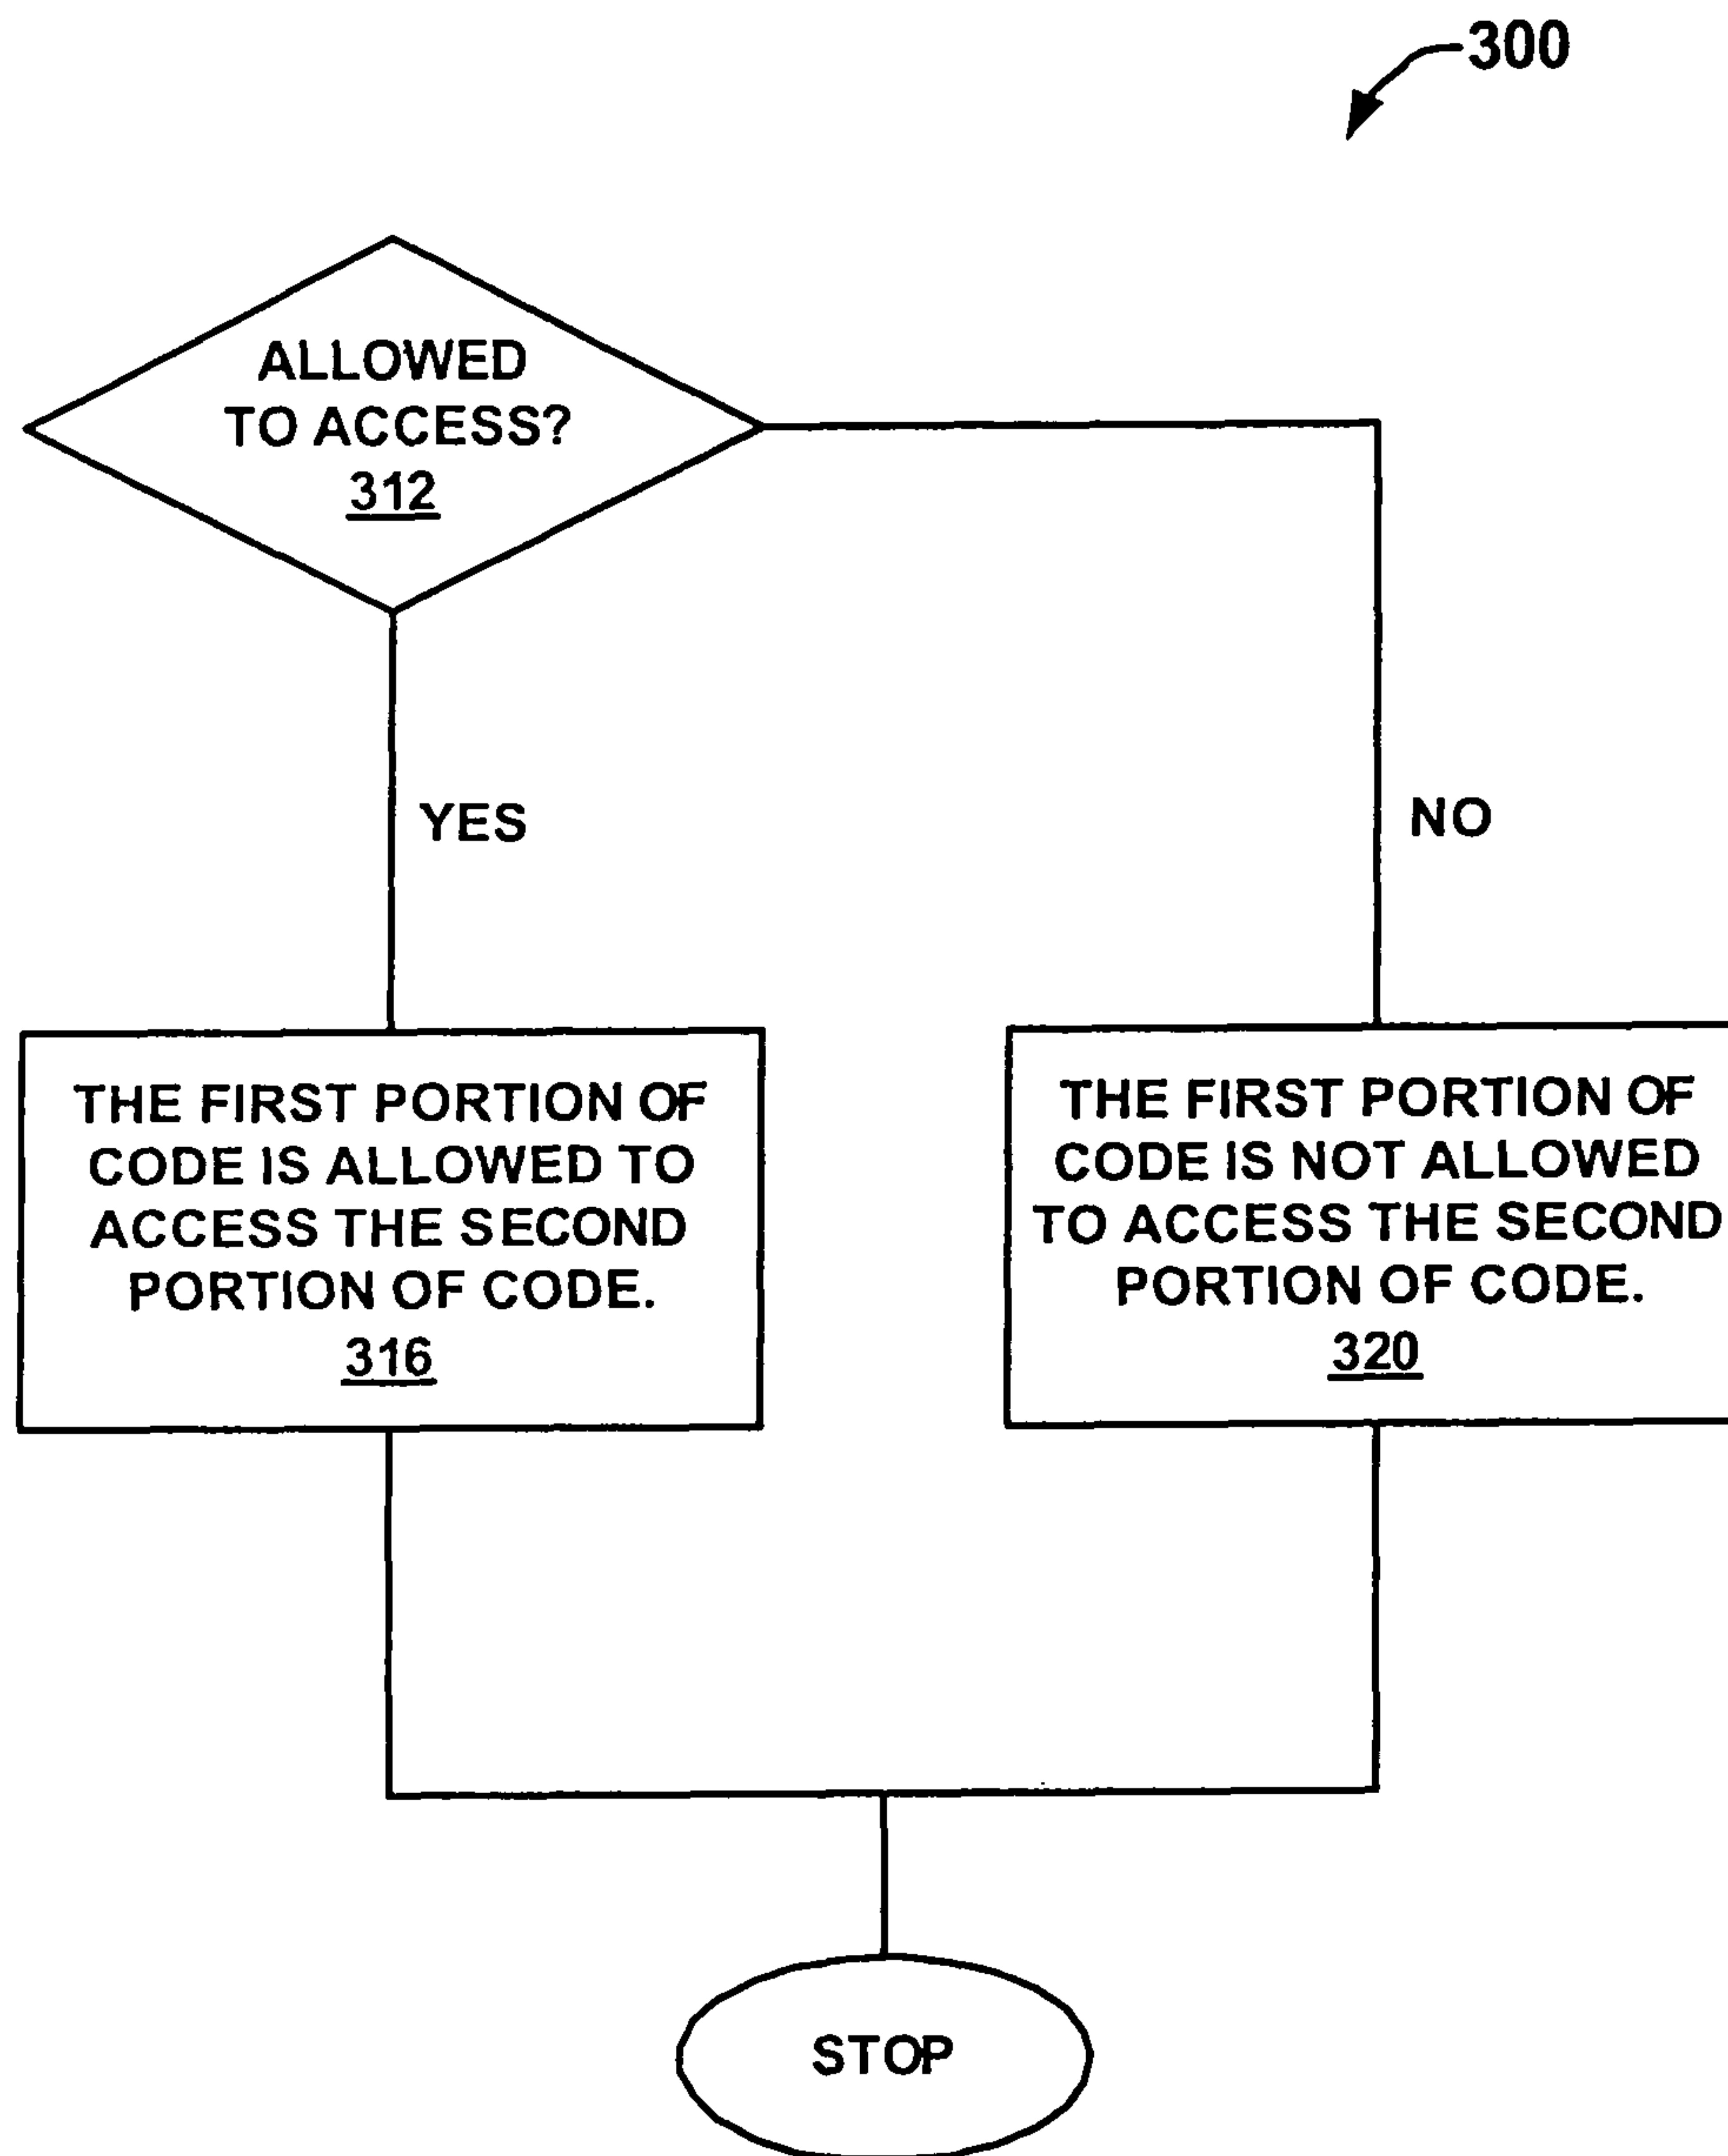 300
ALLOWED
TO ACCESS?
312
YES
NO
THE FIRST PORTION OF
CODE IS ALLOWED TO
ACCESS THE SECOND
PORTION OF CODE.
316
THE FIRST PORTION OF
CODE IS NOT ALLOWED
TO ACCESS THE SECOND
PORTION OF CODE.
320
STOP